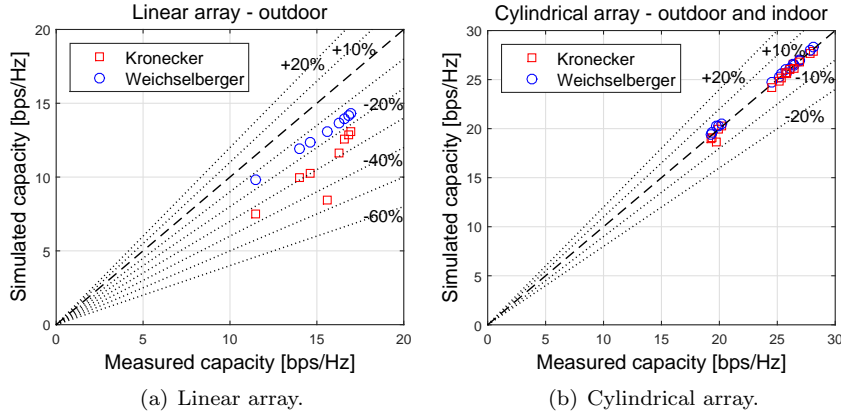 Linear array - outdoor
+10%
+20%
Kronecker
Weichselberger
-20%
-40%
-60%
20
15
10
5
0
0
5
10
15
20
Simulated capacity [bps/Hz]
Measured capacity [bps/Hz]
(a) Linear array.
Cylindrical array - outdoor and indoor
Kronecker
Weichselberger
+10%
+20%
-10%
-20%
30
25
20
15
10
5
0
0
5
10
15
20
25
30
Simulated capacity [bps/Hz]
Measured capacity [bps/Hz]
(b) Cylindrical array.